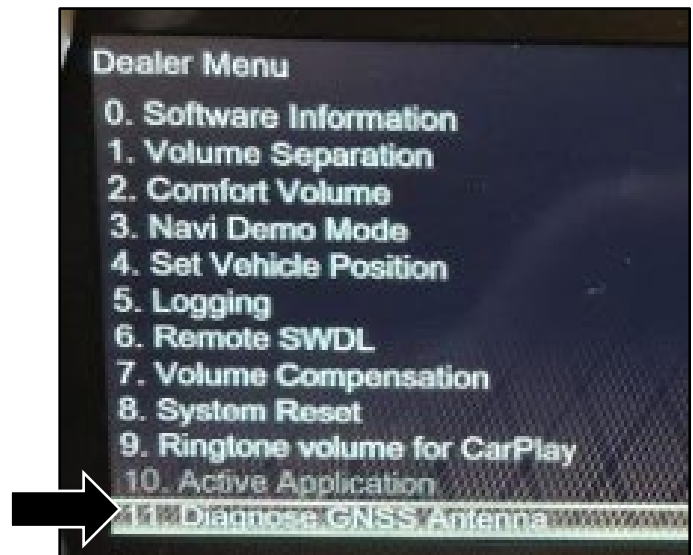 Dealer Menu
0. Software Information
1. Volume Separation
2. Comfort Volume
3. Navi Demo Mode
4. Set Vehicle Position
5. Logging
6. Remote SWDL
7. Volume Compensation
8. System Reset
9. Ringtone volume for CarPlay
10. Active Application
11. Diagnose GNSS Antenna